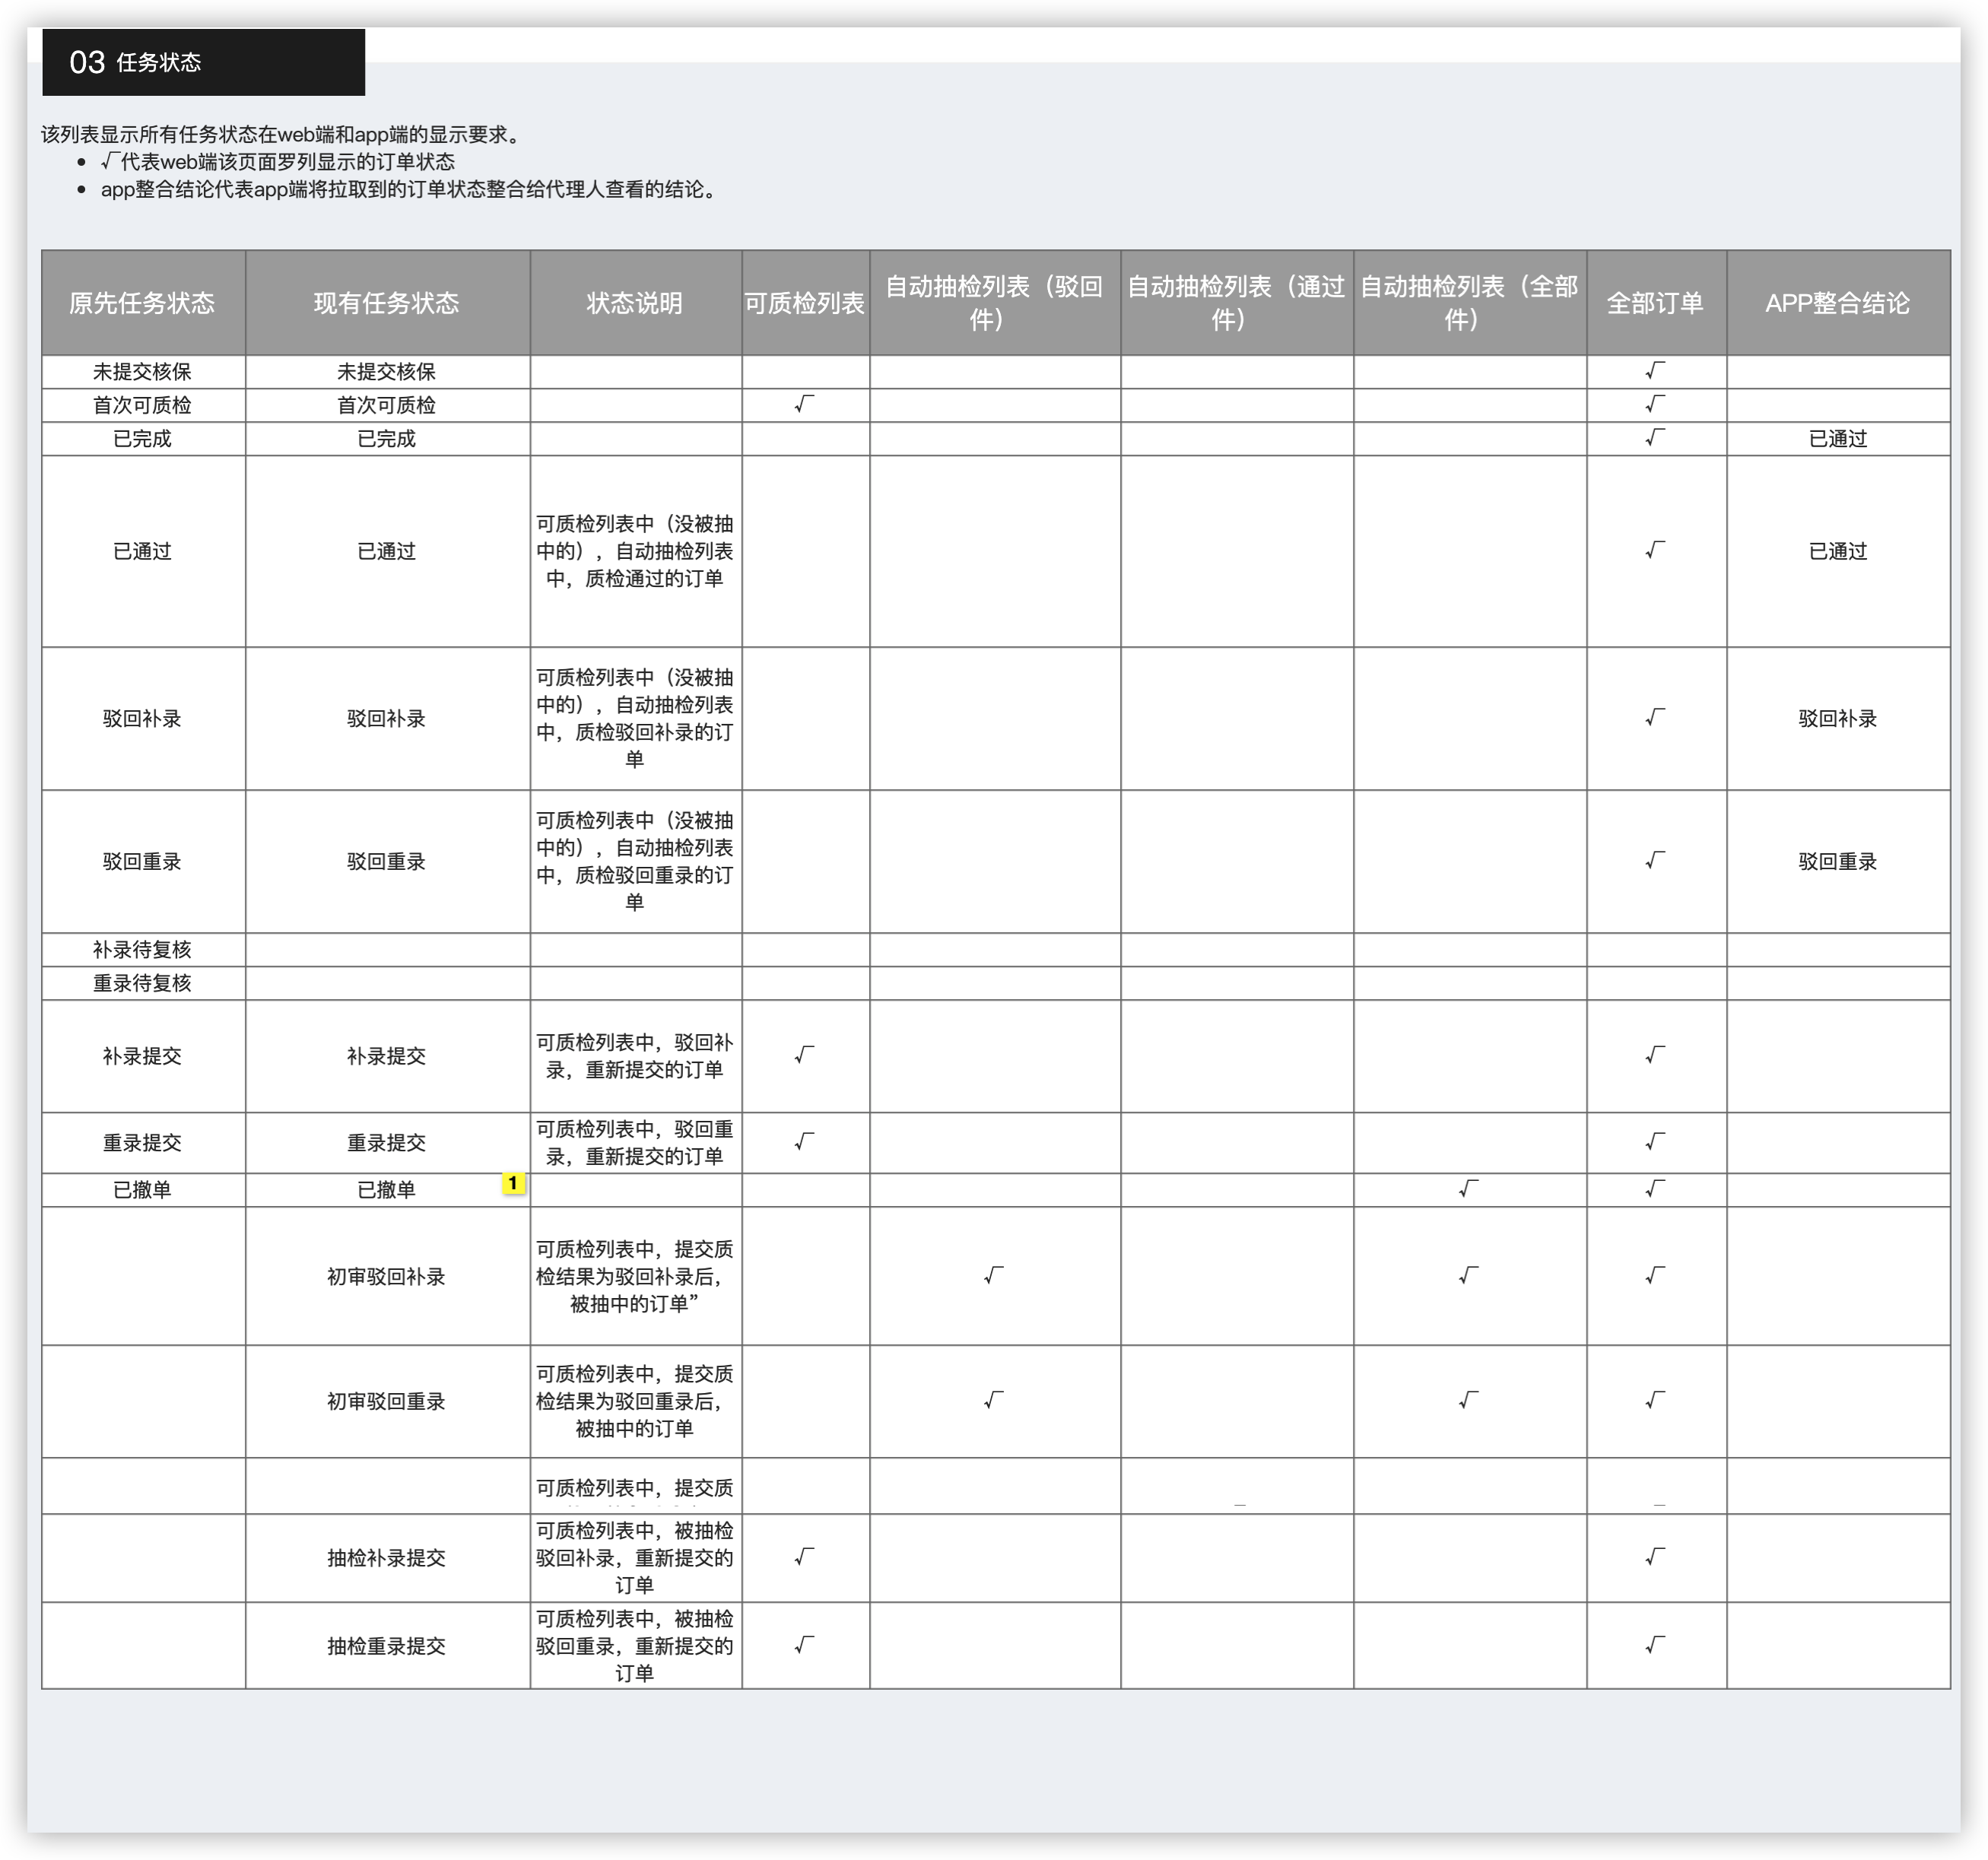 03 任务状态
该列表显示所有任务状态在web端和app端的显示要求。
• √代表web端该页面罗列显示的订单状态
• app整合结论代表app端将拉取到的订单状态整合给代理人查看的结论。
原先任务状态 现有任务状态 状态说明 可质检列表 自动抽检列表（驳回 自动抽检列表（通过 自动抽检列表（全部 全部订单 APP整合结论
件） 件） 件）
未提交核保 未提交核保 √
首次可质检 首次可质检 √ √
已完成 已完成 √ 已通过
可质检列表中（没被抽
已通过 已通过 中的），自动抽检列表 √ 已通过
中，质检通过的订单
可质检列表中（没被抽
中的），自动抽检列表
驳回补录 驳回补录 中，质检驳回补录的订 √ 驳回补录
单
可质检列表中（没被抽
中的），自动抽检列表
驳回重录 驳回重录 中，质检驳回重录的订 √ 驳回重录
单
补录待复核
重录待复核
可质检列表中，驳回补
补录提交 补录提交 录，重新提交的订单 √ √
可质检列表中，驳回重
重录提交 重录提交 录，重新提交的订单 √ √
已撤单 已撤单 1 √ √
可质检列表中，提交质
初审驳回补录 检结果为驳回补录后， √ √ √
被抽中的订单”
可质检列表中，提交质
初审驳回重录 检结果为驳回重录后， √ √ √
被抽中的订单
可质检列表中，提交质
可质检列表中，被抽检
抽检补录提交 驳回补录，重新提交的 √ √
订单
可质检列表中，被抽检
抽检重录提交 驳回重录，重新提交的 √ √
订单